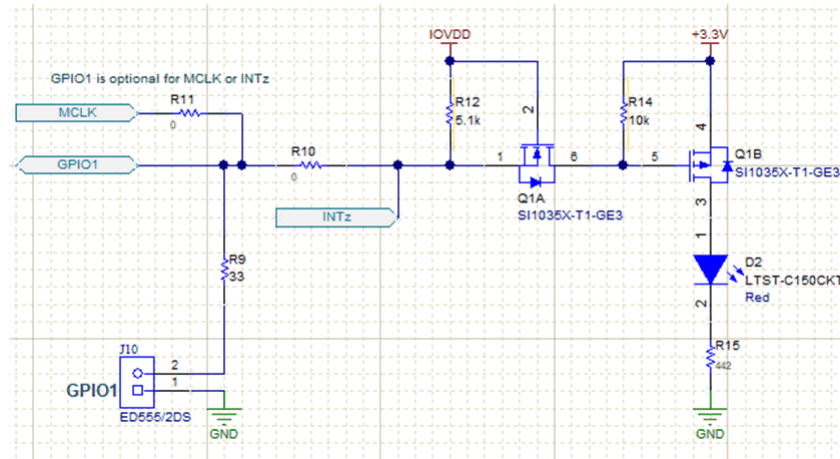 IOVDD
+3.3V
GPIO1 is optional for MCLK or INTz
R11
MCLK
0
R12
5.1k
2
R14
10k
4
GPIO1
R10
0
1
6
5
Q1B
SI1035X-T1-GE3
Q1A
SI1035X-T1-GE3
INTz
3
1
R9
33
D2
LTST-C150CKT
Red
2
J10
2
1
GPIO1
ED555/2DS
GND
R15
442
GND